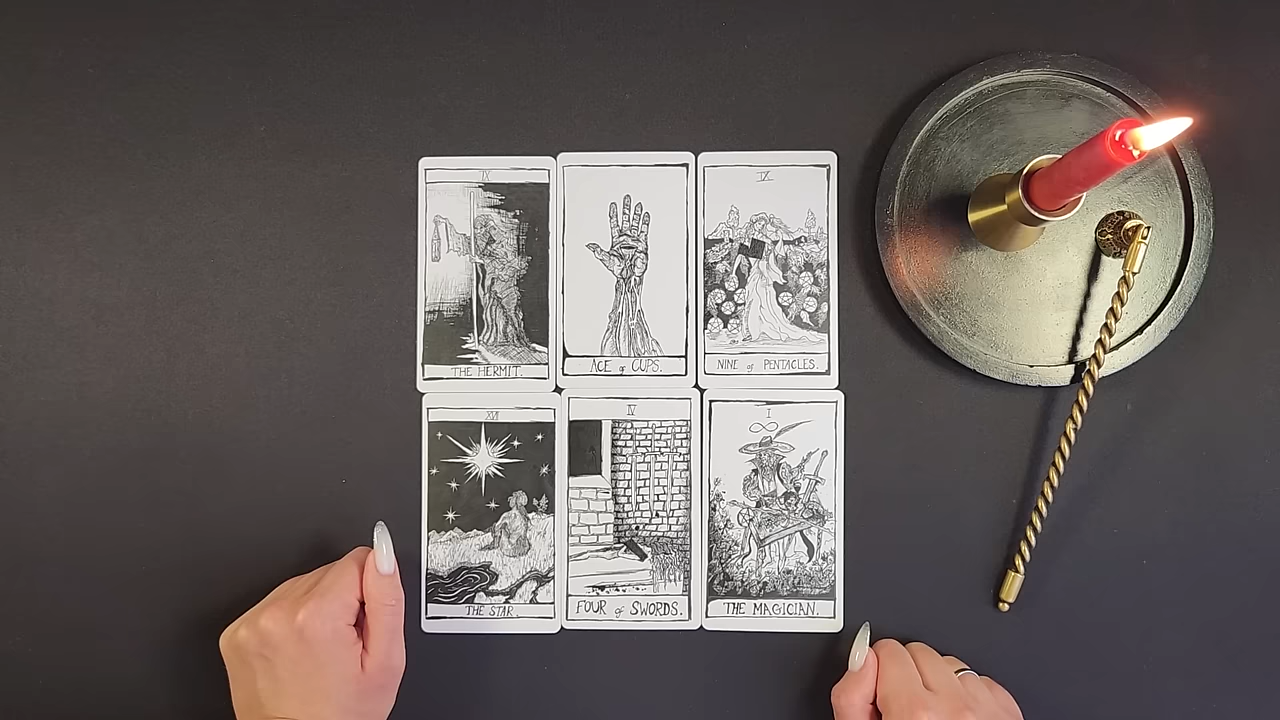 IX
THE HERMIT.
ACE of CUPS.
IX
NINE of PENTACLES.
XVII
THE STAR.
IV
FOUR of SWORDS.
I
THE MAGICIAN.